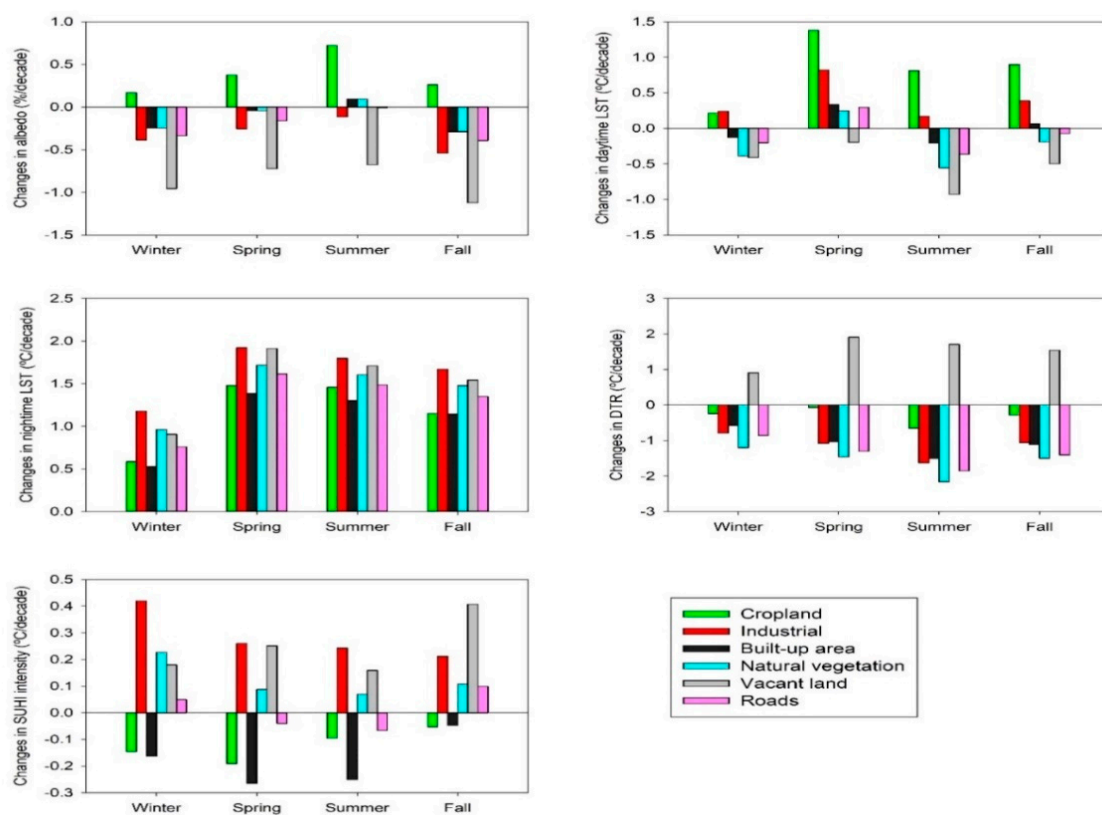 Changes in albedo (%/decade)
1.0
0.5
0.0
-0.5
-1.0
-1.5
Winter Spring Summer Fall
Changes in daytime LST (ºC/decade)
1.5
1.0
0.5
0.0
-0.5
-1.0
-1.5
Winter Spring Summer Fall
Changes in nightime LST (ºC/decade)
2.5
2.0
1.5
1.0
0.5
0.0
Winter Spring Summer Fall
Changes in DTR (ºC/decade)
3
2
1
0
-1
-2
-3
Winter Spring Summer Fall
Changes in SUHI intensity (ºC/decade)
0.5
0.4
0.3
0.2
0.1
0.0
-0.1
-0.2
-0.3
Winter Spring Summer Fall
Cropland
Industrial
Built-up area
Natural vegetation
Vacant land
Roads